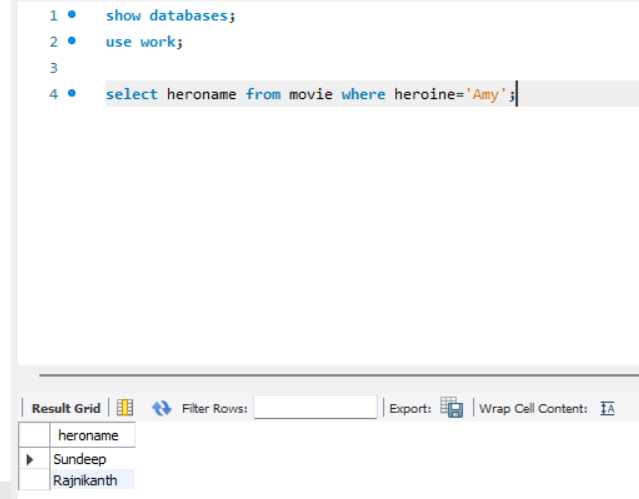 1 show databases;
2 use work;
3
4 select heroname from movie where heroine='Amy';
Result Grid Filter Rows: Export: Wrap Cell Content: IA
heroname
Sundeep
Rajnikanth